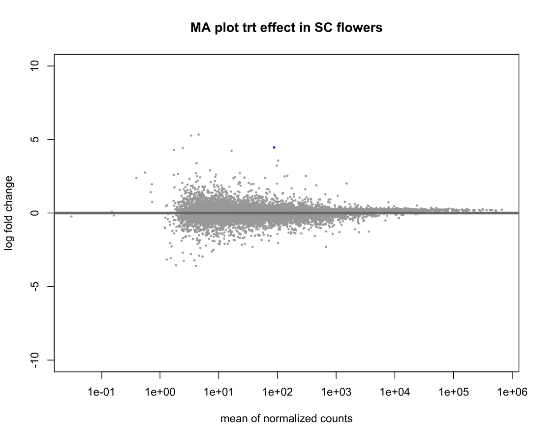 MA plot trt effect in SC flowers
log fold change
10
5
0
-5
-10
1e-01 1e+00 1e+01 1e+02 1e+03 1e+04 1e+05 1e+06
mean of normalized counts